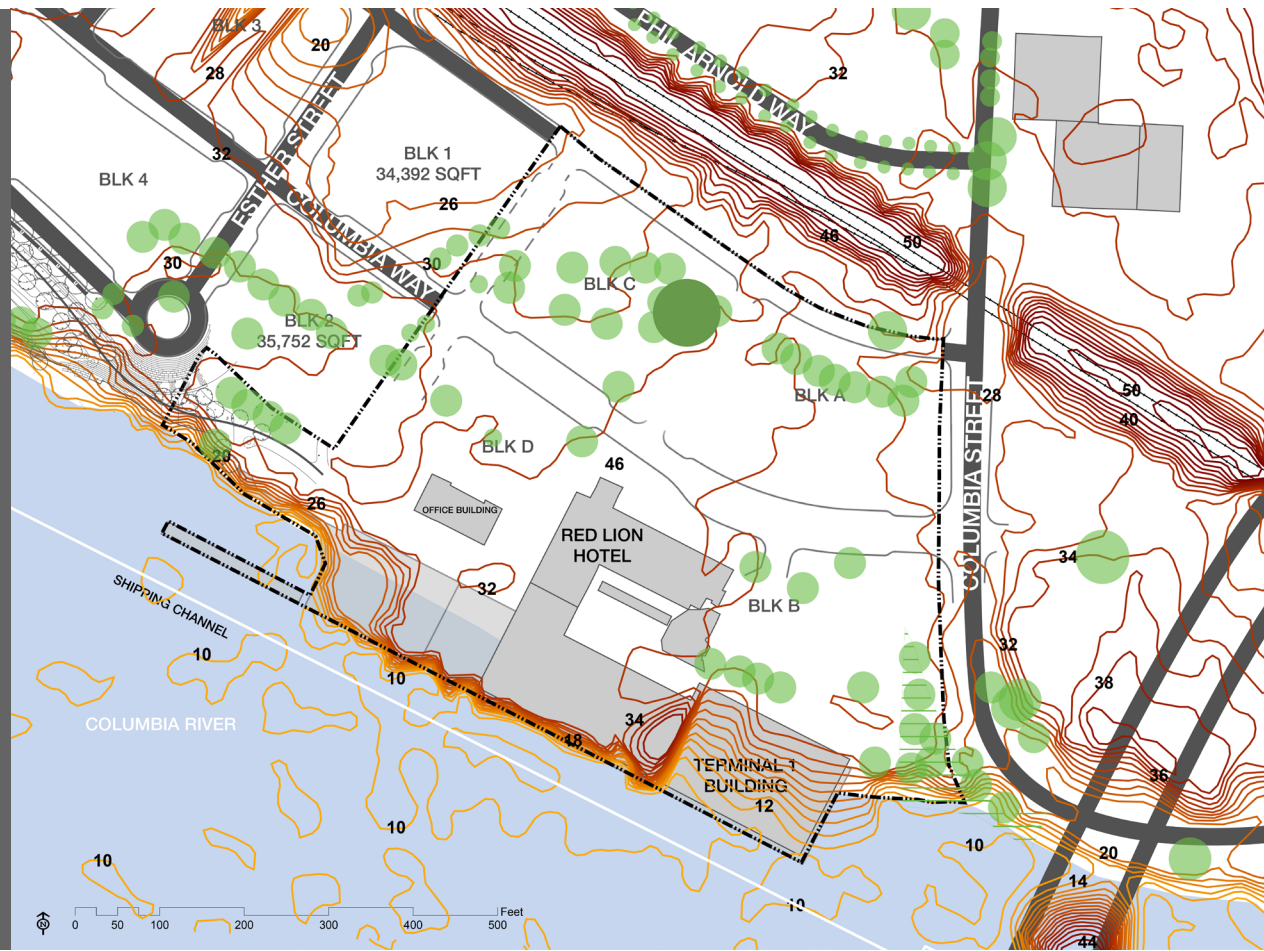 BLK 3
20
28
PHIL ARNOLD WAY
32
32
BLK 1
34,392 SQFT
BLK 4
ESTHER STREET
26
COLUMBIA WAY
48
50
30
30
BLK C
BLK 2
35,752 SQFT
28
50
BLK A
40
COLUMBIA STREET
BLK D
20
46
26
OFFICE BUILDING
RED LION
HOTEL
34
32
SHIPPING CHANNEL
BLK B
10
32
10
38
34
COLUMBIA RIVER
18
TERMINAL 1
BUILDING
36
12
10
10
20
10
14
10
44
N
0 50 100 200 300 400 500 Feet